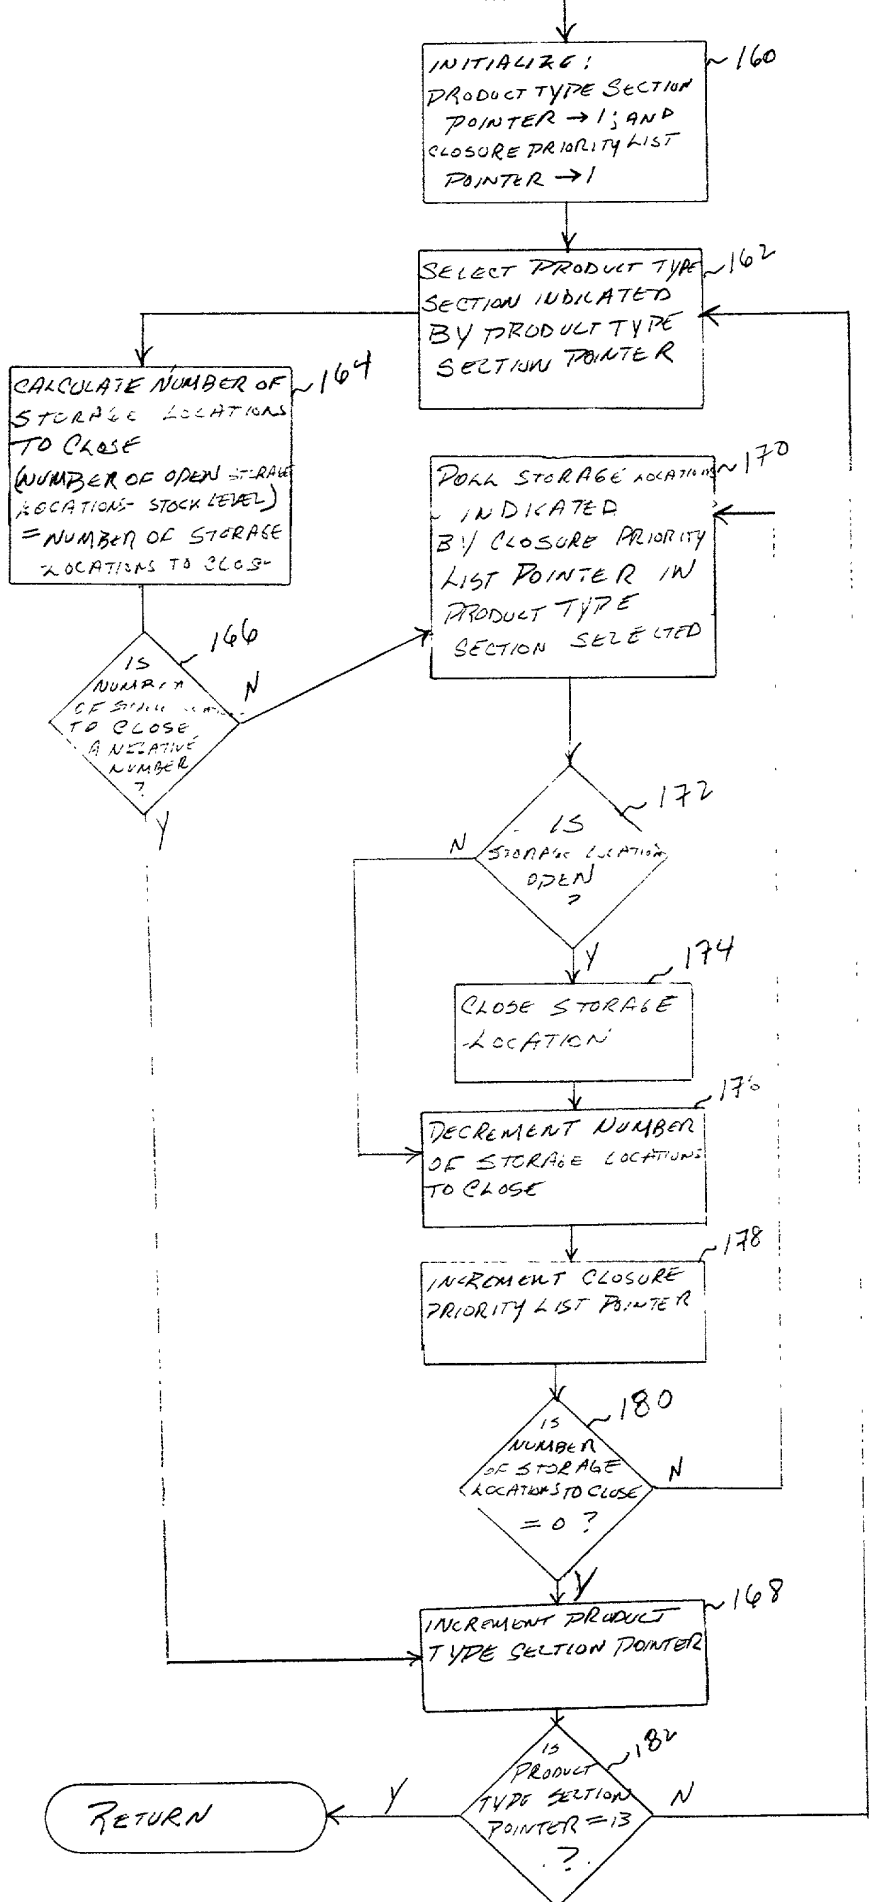 INITIALIZE:
PRODUCT TYPE SECTION
POINTER → 1; AND
CLOSURE PRIORITY LIST
POINTER → 1
160
SELECT PRODUCT TYPE
SECTION INDICATED
BY PRODUCT TYPE
SECTION POINTER
162
CALCULATE NUMBER OF
STORAGE LOCATIONS
TO CLOSE
(NUMBER OF OPEN STORAGE
LOCATIONS- STOCK LEVEL)
= NUMBER OF STORAGE
LOCATIONS TO CLOSE
164
IS
NUMBER
OF
TO CLOSE
A NEGATIVE
NUMBER
?
166
N
Y
POLL STORAGE LOCATIONS
INDICATED
BY CLOSURE PRIORITY
LIST POINTER IN
PRODUCT TYPE
SECTION SELECTED
170
IS
STORAGE LOCATION
OPEN
?
172
N
Y
CLOSE STORAGE
LOCATION
174
DECREMENT NUMBER
OF STORAGE LOCATIONS
TO CLOSE
176
INCREMENT CLOSURE
PRIORITY LIST POINTER
178
IS
NUMBER
OF STORAGE
LOCATIONS TO CLOSE
= 0 ?
180
N
Y
INCREMENT PRODUCT
TYPE SECTION POINTER
168
IS
PRODUCT
TYPE SECTION
POINTER = 13
?
182
N
Y
RETURN